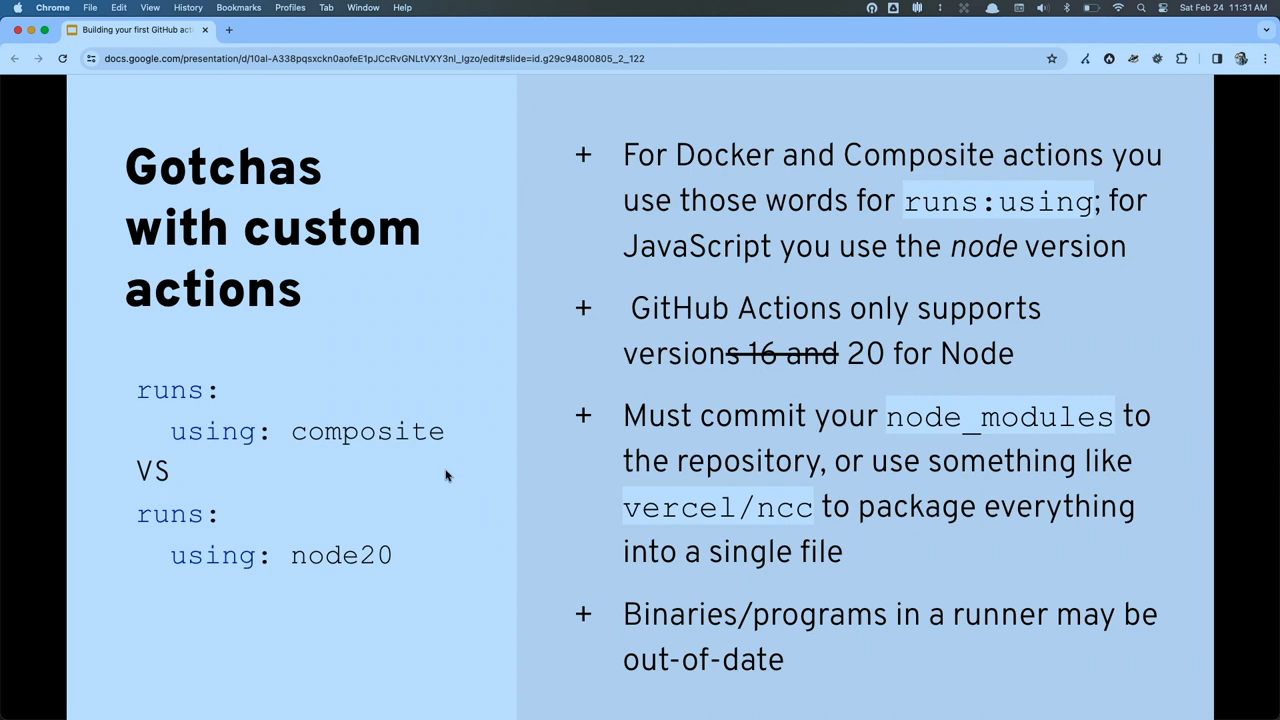 Chrome File Edit View History Bookmarks Profiles Tab Window Help Sat Feb 24 11:31 AM
Building your first GitHub acti
docs.google.com/presentation/d/10al-A338pqsxckn0aofeE1pJCcRvGNLtVXY3nl_Igzo/edit#slide=id.g29c94800805_2_122
Gotchas
with custom
actions
runs:
using: composite
VS
runs:
using: node20
+ For Docker and Composite actions you
use those words for runs:using; for
JavaScript you use the node version
+ GitHub Actions only supports
versions 16 and 20 for Node
+ Must commit your node_modules to
the repository, or use something like
vercel/ncc to package everything
into a single file
+ Binaries/programs in a runner may be
out-of-date